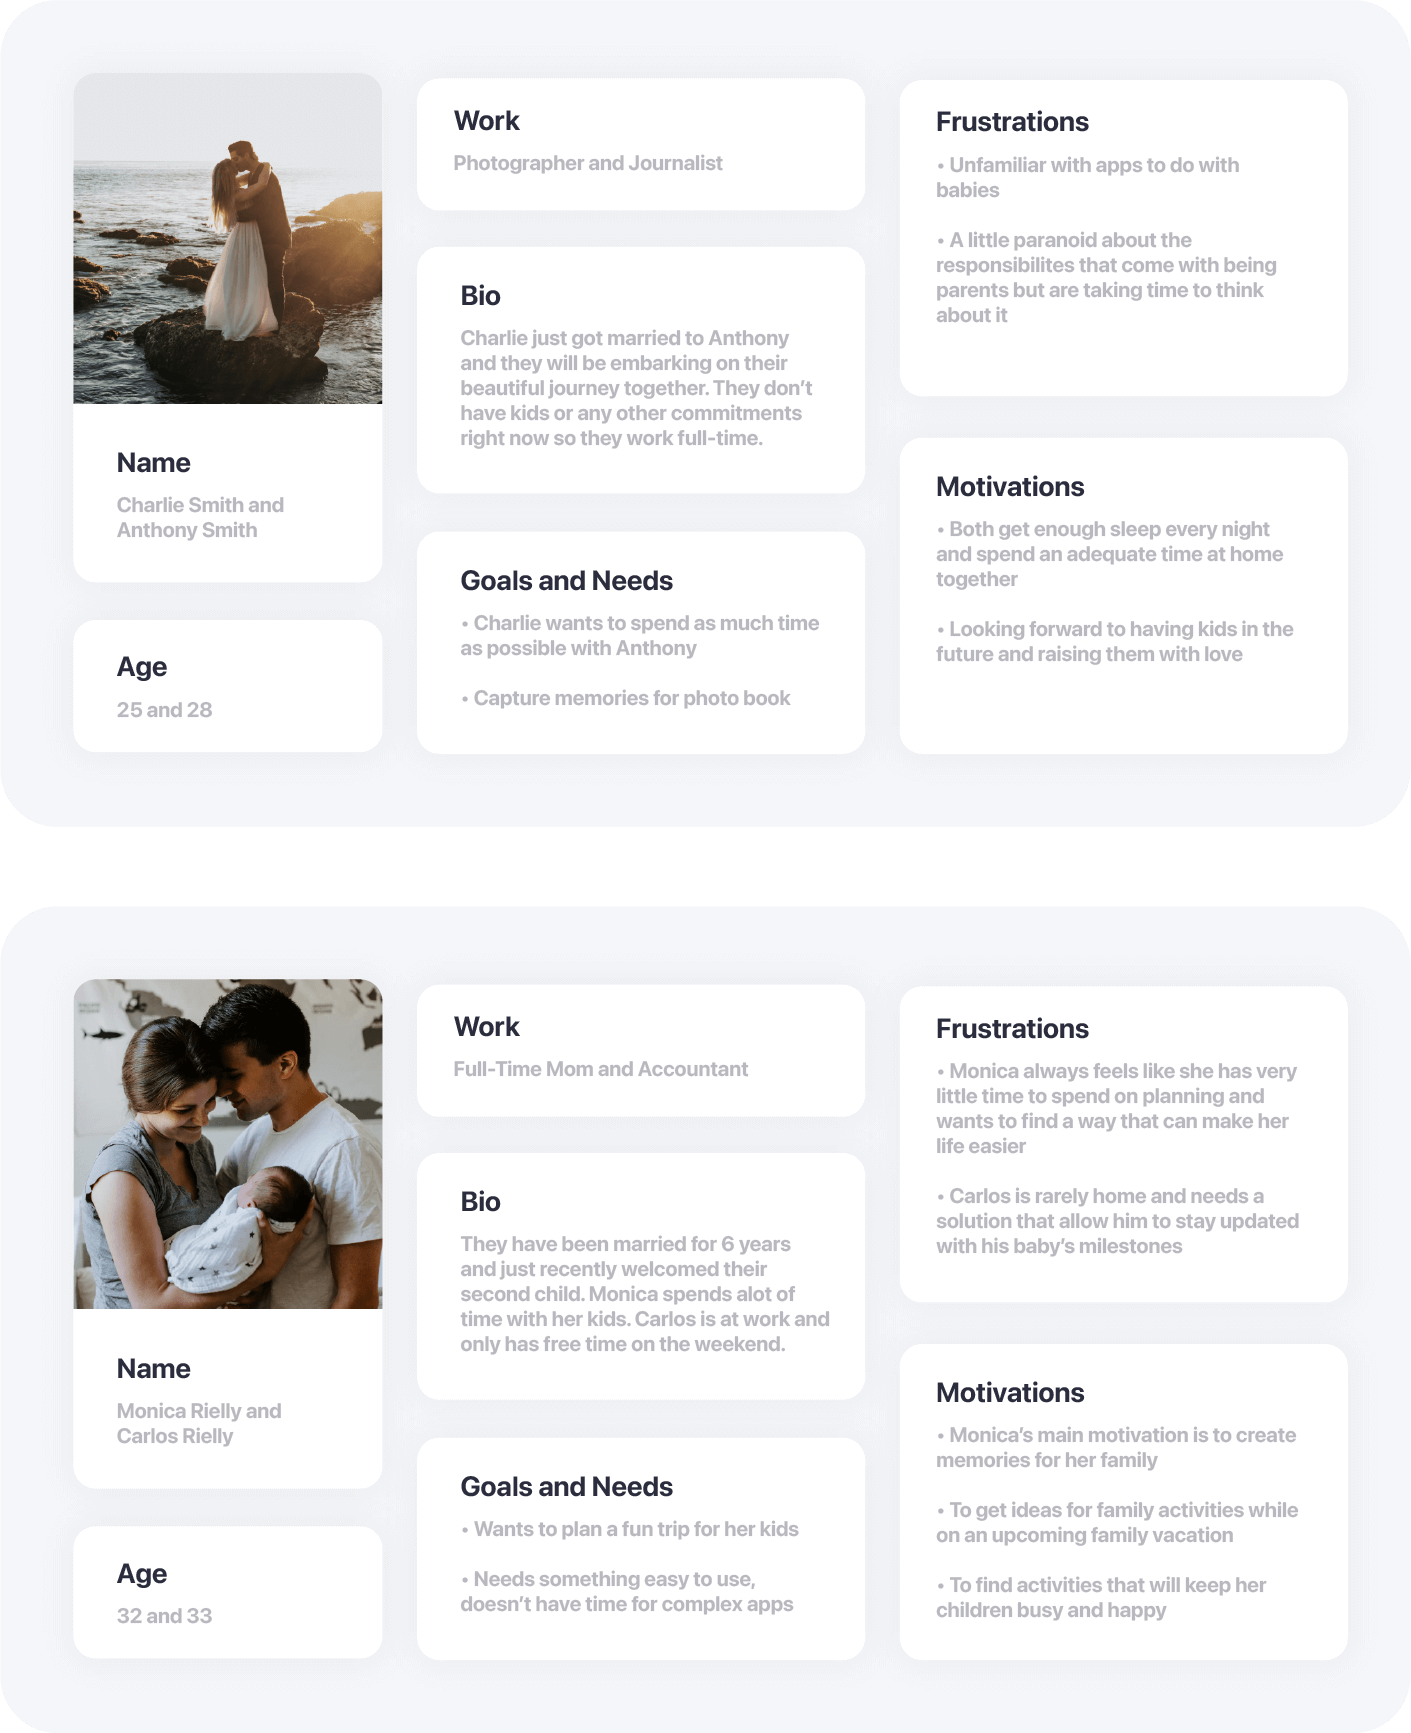 Name
Charlie Smith and
Anthony Smith
Age
25 and 28
Work
Photographer and Journalist
Bio
Charlie just got married to Anthony
and they will be embarking on their
beautiful journey together. They don’t
have kids or any other commitments
right now so they work full-time.
Goals and Needs
• Charlie wants to spend as much time
as possible with Anthony
• Capture memories for photo book
Frustrations
• Unfamiliar with apps to do with
babies
• A little paranoid about the
responsibilites that come with being
parents but are taking time to think
about it
Motivations
• Both get enough sleep every night
and spend an adequate time at home
together
• Looking forward to having kids in the
future and raising them with love
Name
Monica Rielly and
Carlos Rielly
Age
32 and 33
Work
Full-Time Mom and Accountant
Bio
They have been married for 6 years
and just recently welcomed their
second child. Monica spends alot of
time with her kids. Carlos is at work and
only has free time on the weekend.
Goals and Needs
• Wants to plan a fun trip for her kids
• Needs something easy to use,
doesn’t have time for complex apps
Frustrations
• Monica always feels like she has very
little time to spend on planning and
wants to find a way that can make her
life easier
• Carlos is rarely home and needs a
solution that allow him to stay updated
with his baby’s milestones
Motivations
• Monica’s main motivation is to create
memories for her family
• To get ideas for family activities while
on an upcoming family vacation
• To find activities that will keep her
children busy and happy